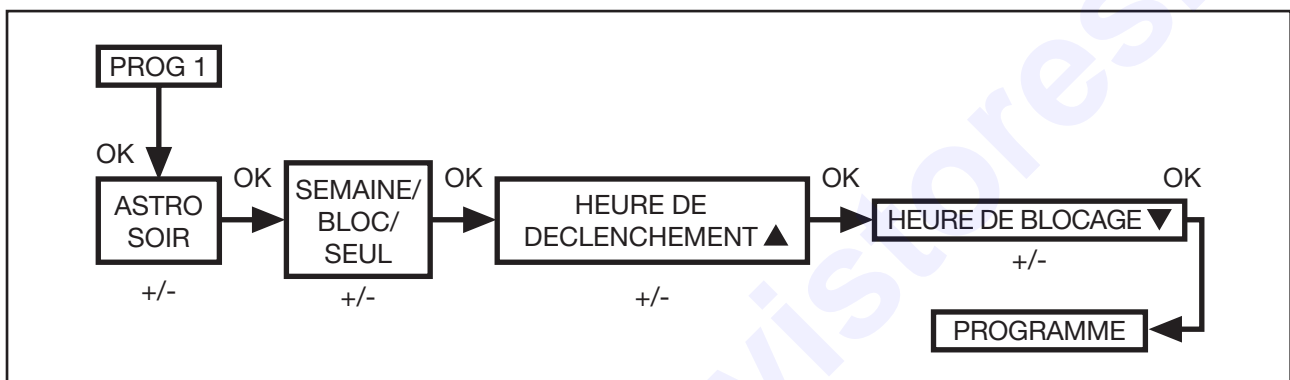 PROG 1
OK
ASTRO
SOIR
+/-
OK
SEMAINE/
BLOC/
SEUL
+/-
OK
HEURE DE
DECLENCHEMENT ▲
+/-
OK
HEURE DE BLOCAGE ▼
+/-
OK
PROGRAMME